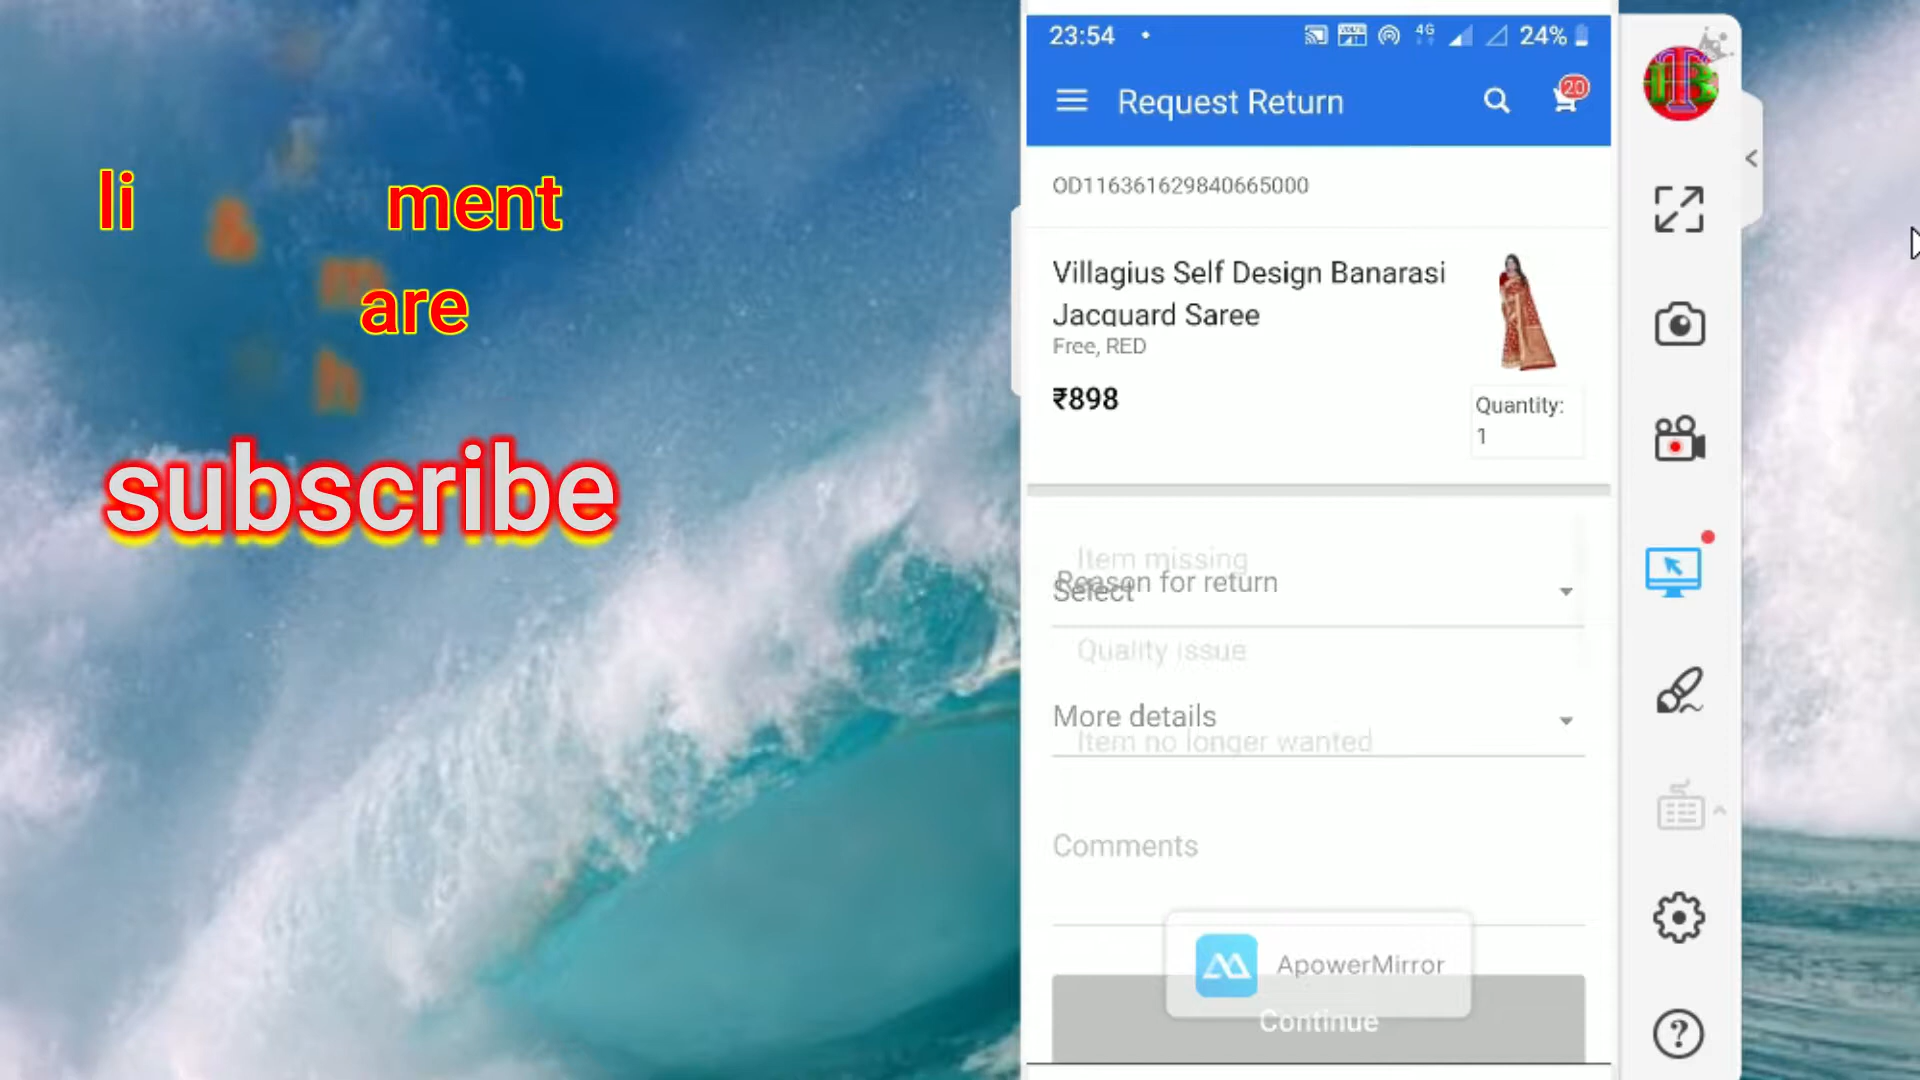 li & ment
m
are
h
subscribe
23:54
4G
24%
Request Return
20
OD116361629840665000
Villagius Self Design Banarasi
Jacquard Saree
Free, RED
₹898
Quantity:
1
Item missing
Reason for return
Select
Quality issue
More details
Item no longer wanted
Comments
ApowerMirror
Continue